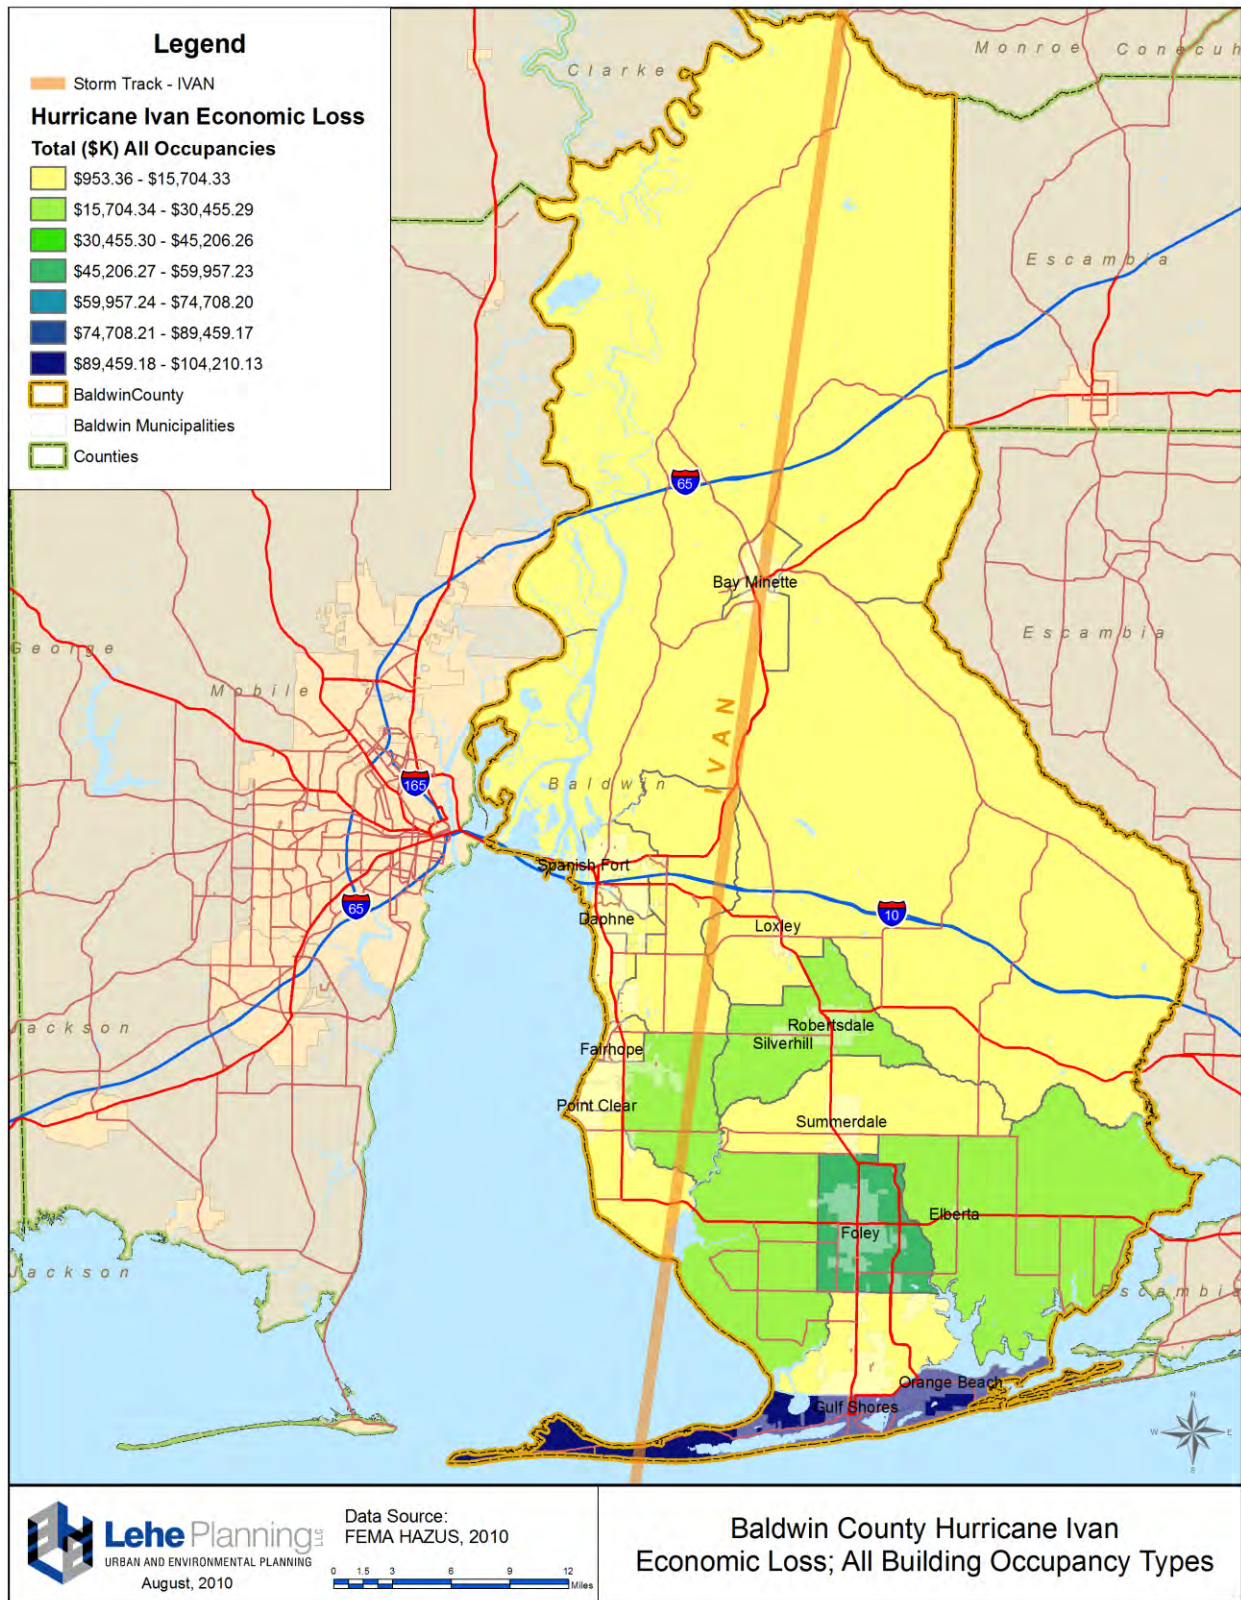 Legend
Storm Track - IVAN
Hurricane Ivan Economic Loss
Total ($K) All Occupancies
$953.36 - $15,704.33
$15,704.34 - $30,455.29
$30,455.30 - $45,206.26
$45,206.27 - $59,957.23
$59,957.24 - $74,708.20
$74,708.21 - $89,459.17
$89,459.18 - $104,210.13
BaldwinCounty
Baldwin Municipalities
Counties
Clarke
Monroe
Conecuh
Escambia
65
Bay Minette
Escambia
George
Mobile
IVAN
165
Baldwin
Spanish Fort
65
Daphne
Loxley
10
Jackson
Robertsdale
Silverhill
Fairhope
Point Clear
Summerdale
Elberta
Foley
Jackson
Escambia
Orange Beach
Gulf Shores
N
W
E
S
Lehe Planning LLC
URBAN AND ENVIRONMENTAL PLANNING
August, 2010
Data Source:
FEMA HAZUS, 2010
0 1.5 3 6 9 12
Miles
Baldwin County Hurricane Ivan
Economic Loss; All Building Occupancy Types